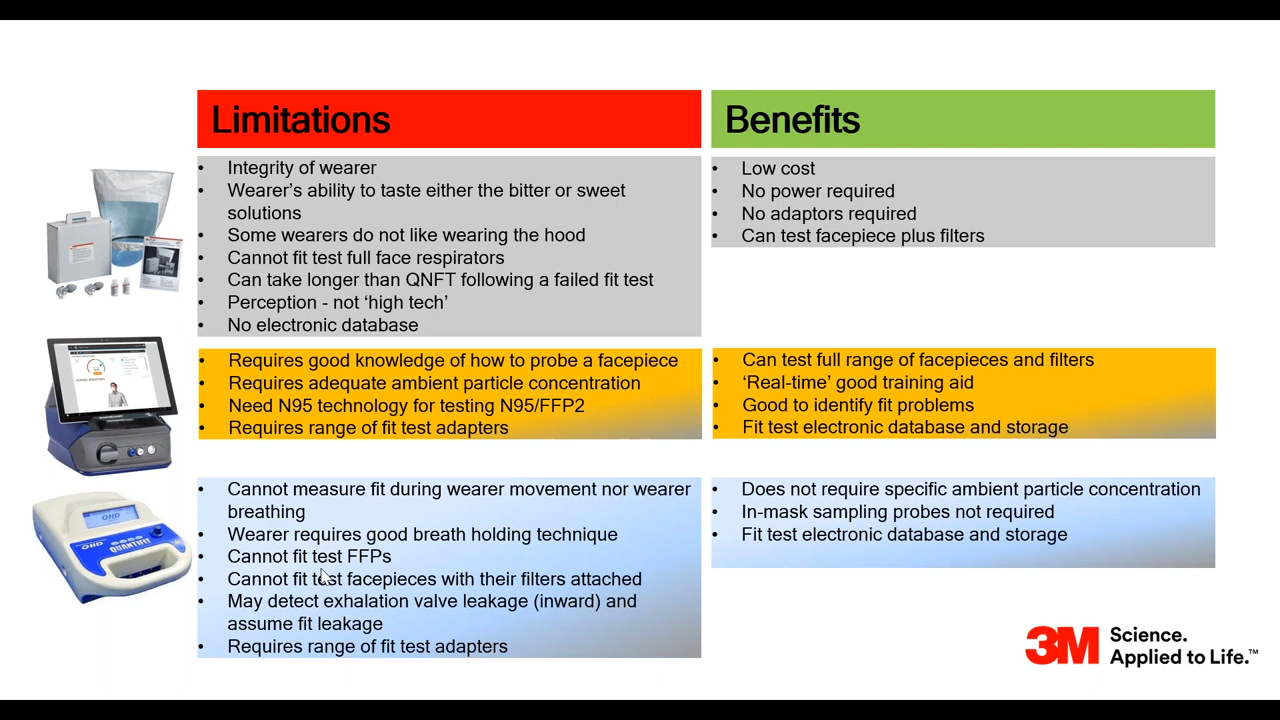 Limitations
Benefits
• Integrity of wearer
• Wearer's ability to taste either the bitter or sweet
solutions
• Some wearers do not like wearing the hood
• Cannot fit test full face respirators
• Can take longer than QNFT following a failed fit test
• Perception - not ‘high tech’
• No electronic database
• Low cost
• No power required
• No adaptors required
• Can test facepiece plus filters
• Requires good knowledge of how to probe a facepiece
• Requires adequate ambient particle concentration
• Need N95 technology for testing N95/FFP2
• Requires range of fit test adapters
• Can test full range of facepieces and filters
• ‘Real-time’ good training aid
• Good to identify fit problems
• Fit test electronic database and storage
OHD
OHD
QUANTIFIT
• Cannot measure fit during wearer movement nor wearer
breathing
• Wearer requires good breath holding technique
• Cannot fit test FFPs
• Cannot fit test facepieces with their filters attached
• May detect exhalation valve leakage (inward) and
assume fit leakage
• Requires range of fit test adapters
• Does not require specific ambient particle concentration
• In-mask sampling probes not required
• Fit test electronic database and storage
3M Science.
Applied to Life.™